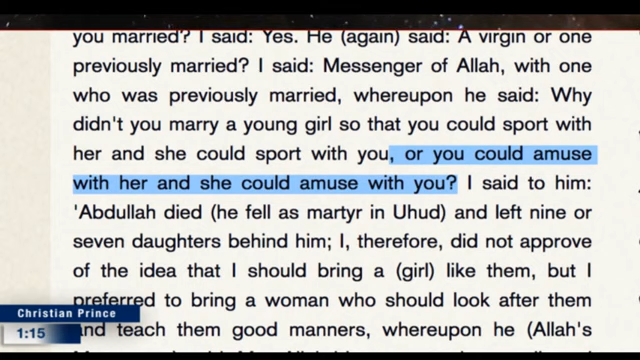 you married? I said: Yes. He (again) said: A virgin or one
previously married? I said: Messenger of Allah, with one
who was previously married, whereupon he said: Why
didn't you marry a young girl so that you could sport with
her and she could sport with you, or you could amuse
with her and she could amuse with you? I said to him:
'Abdullah died (he fell as martyr in Uhud) and left nine or
seven daughters behind him; I, therefore, did not approve
of the idea that I should bring a (girl) like them, but I
preferred to bring a woman who should look after them
and teach them good manners, whereupon he (Allah's
Christian Prince
1:15